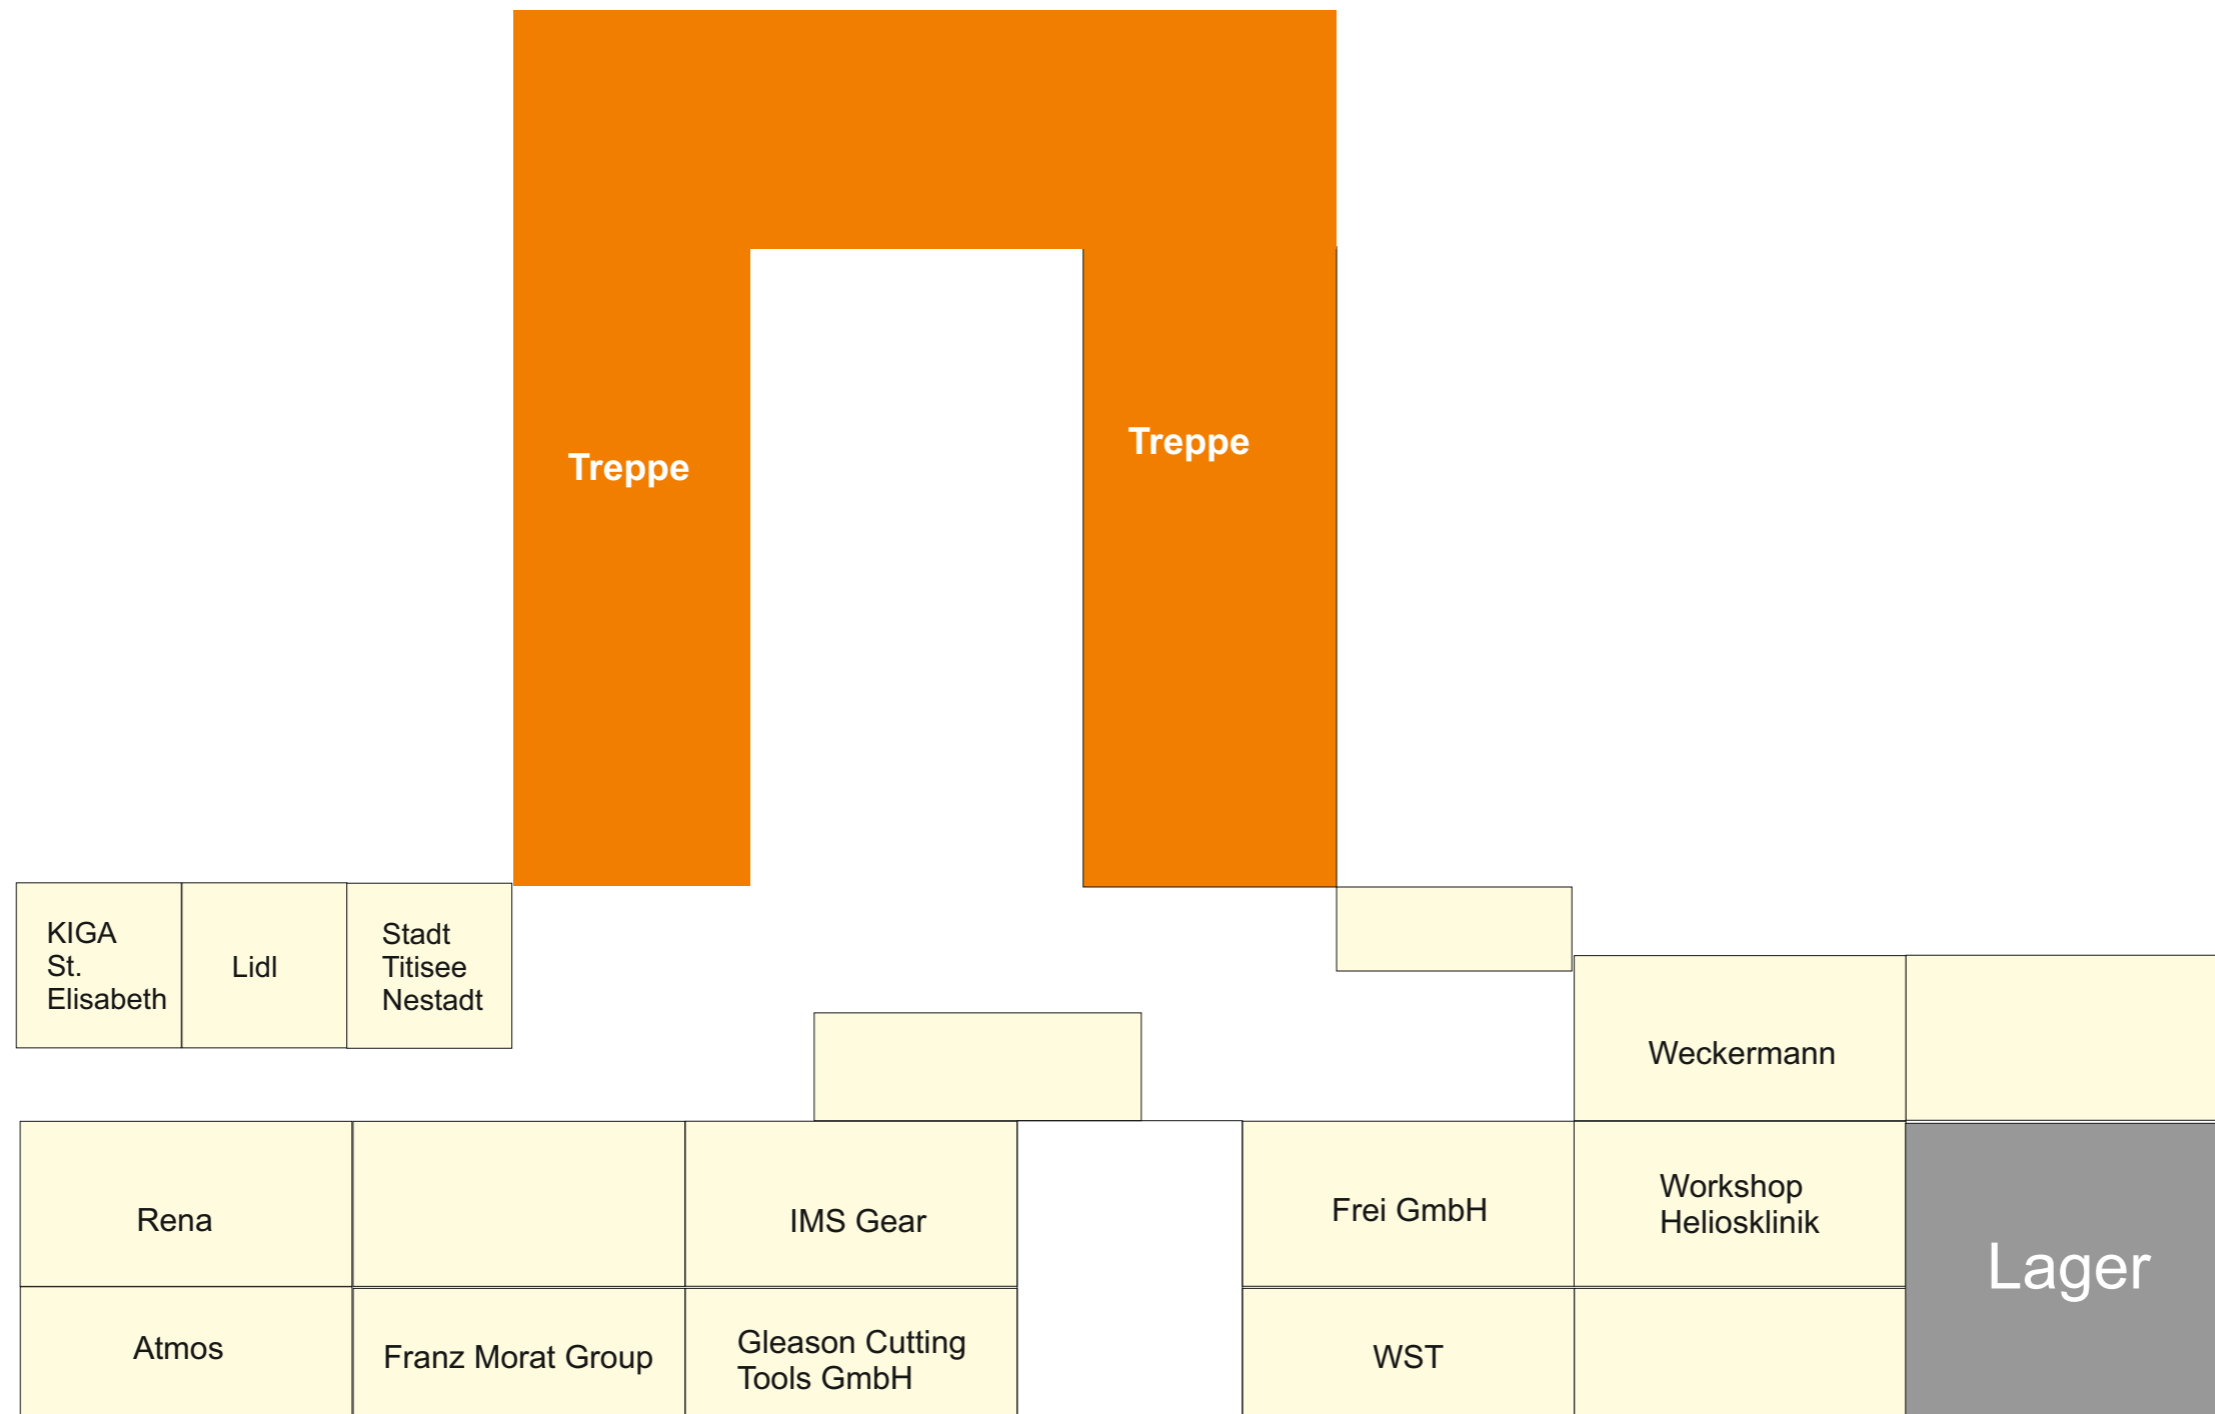 Treppe
Treppe
KIGA
St.
Elisabeth
Lidl
Stadt
Titisee
Nestadt
Weckermann
Rena
IMS Gear
Frei GmbH
Workshop
Heliosklinik
Lager
Atmos
Franz Morat Group
Gleason Cutting
Tools GmbH
WST